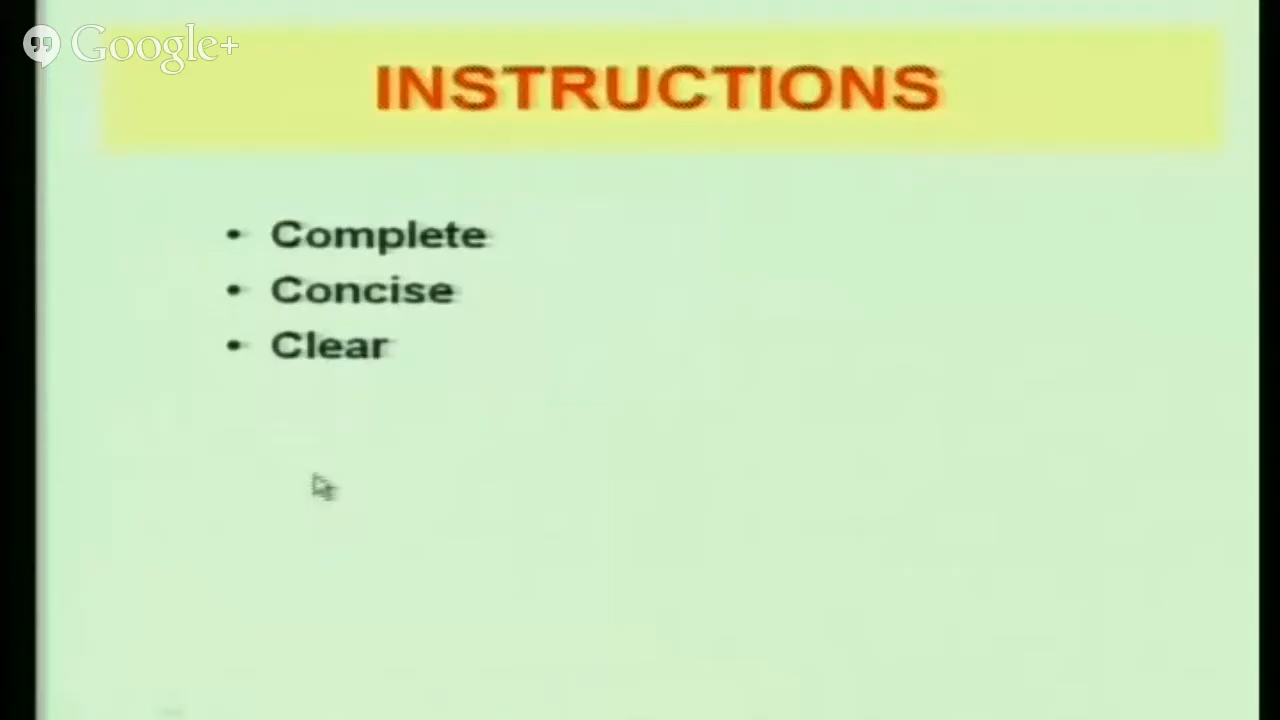 Google+
INSTRUCTIONS
• Complete
• Concise
• Clear